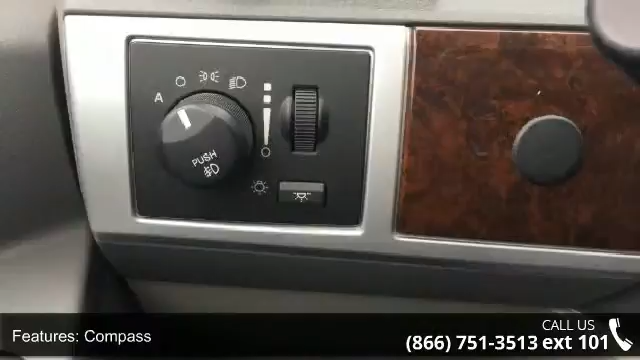 A
PUSH
Features: Compass
CALL US
(866) 751-3513 ext 101